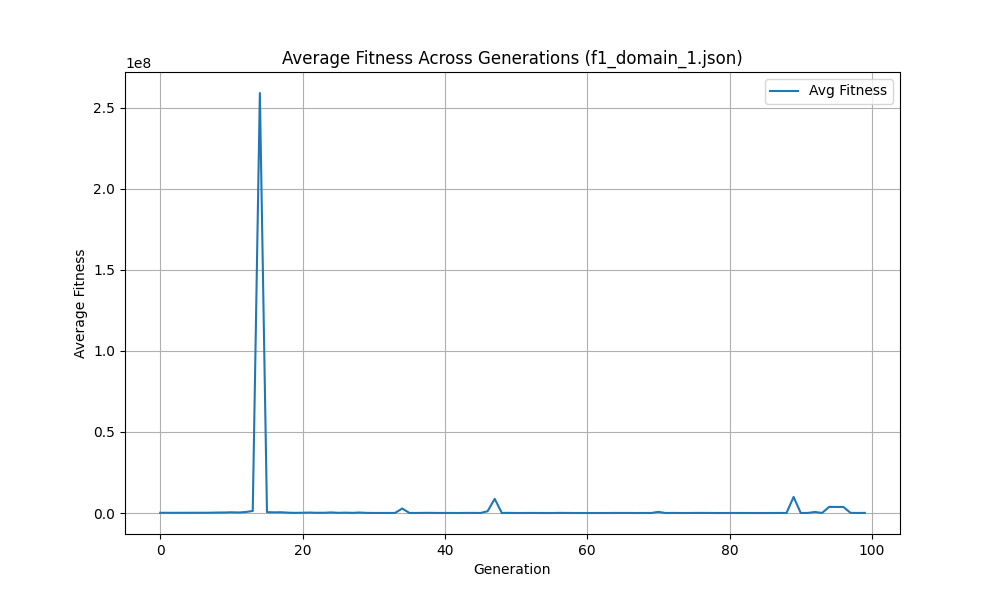 Average Fitness Across Generations (f1_domain_1.json)
1e8
Avg Fitness
2.5
2.0
1.5
1.0
0.5
0.0
Average Fitness
0 20 40 60 80 100
Generation